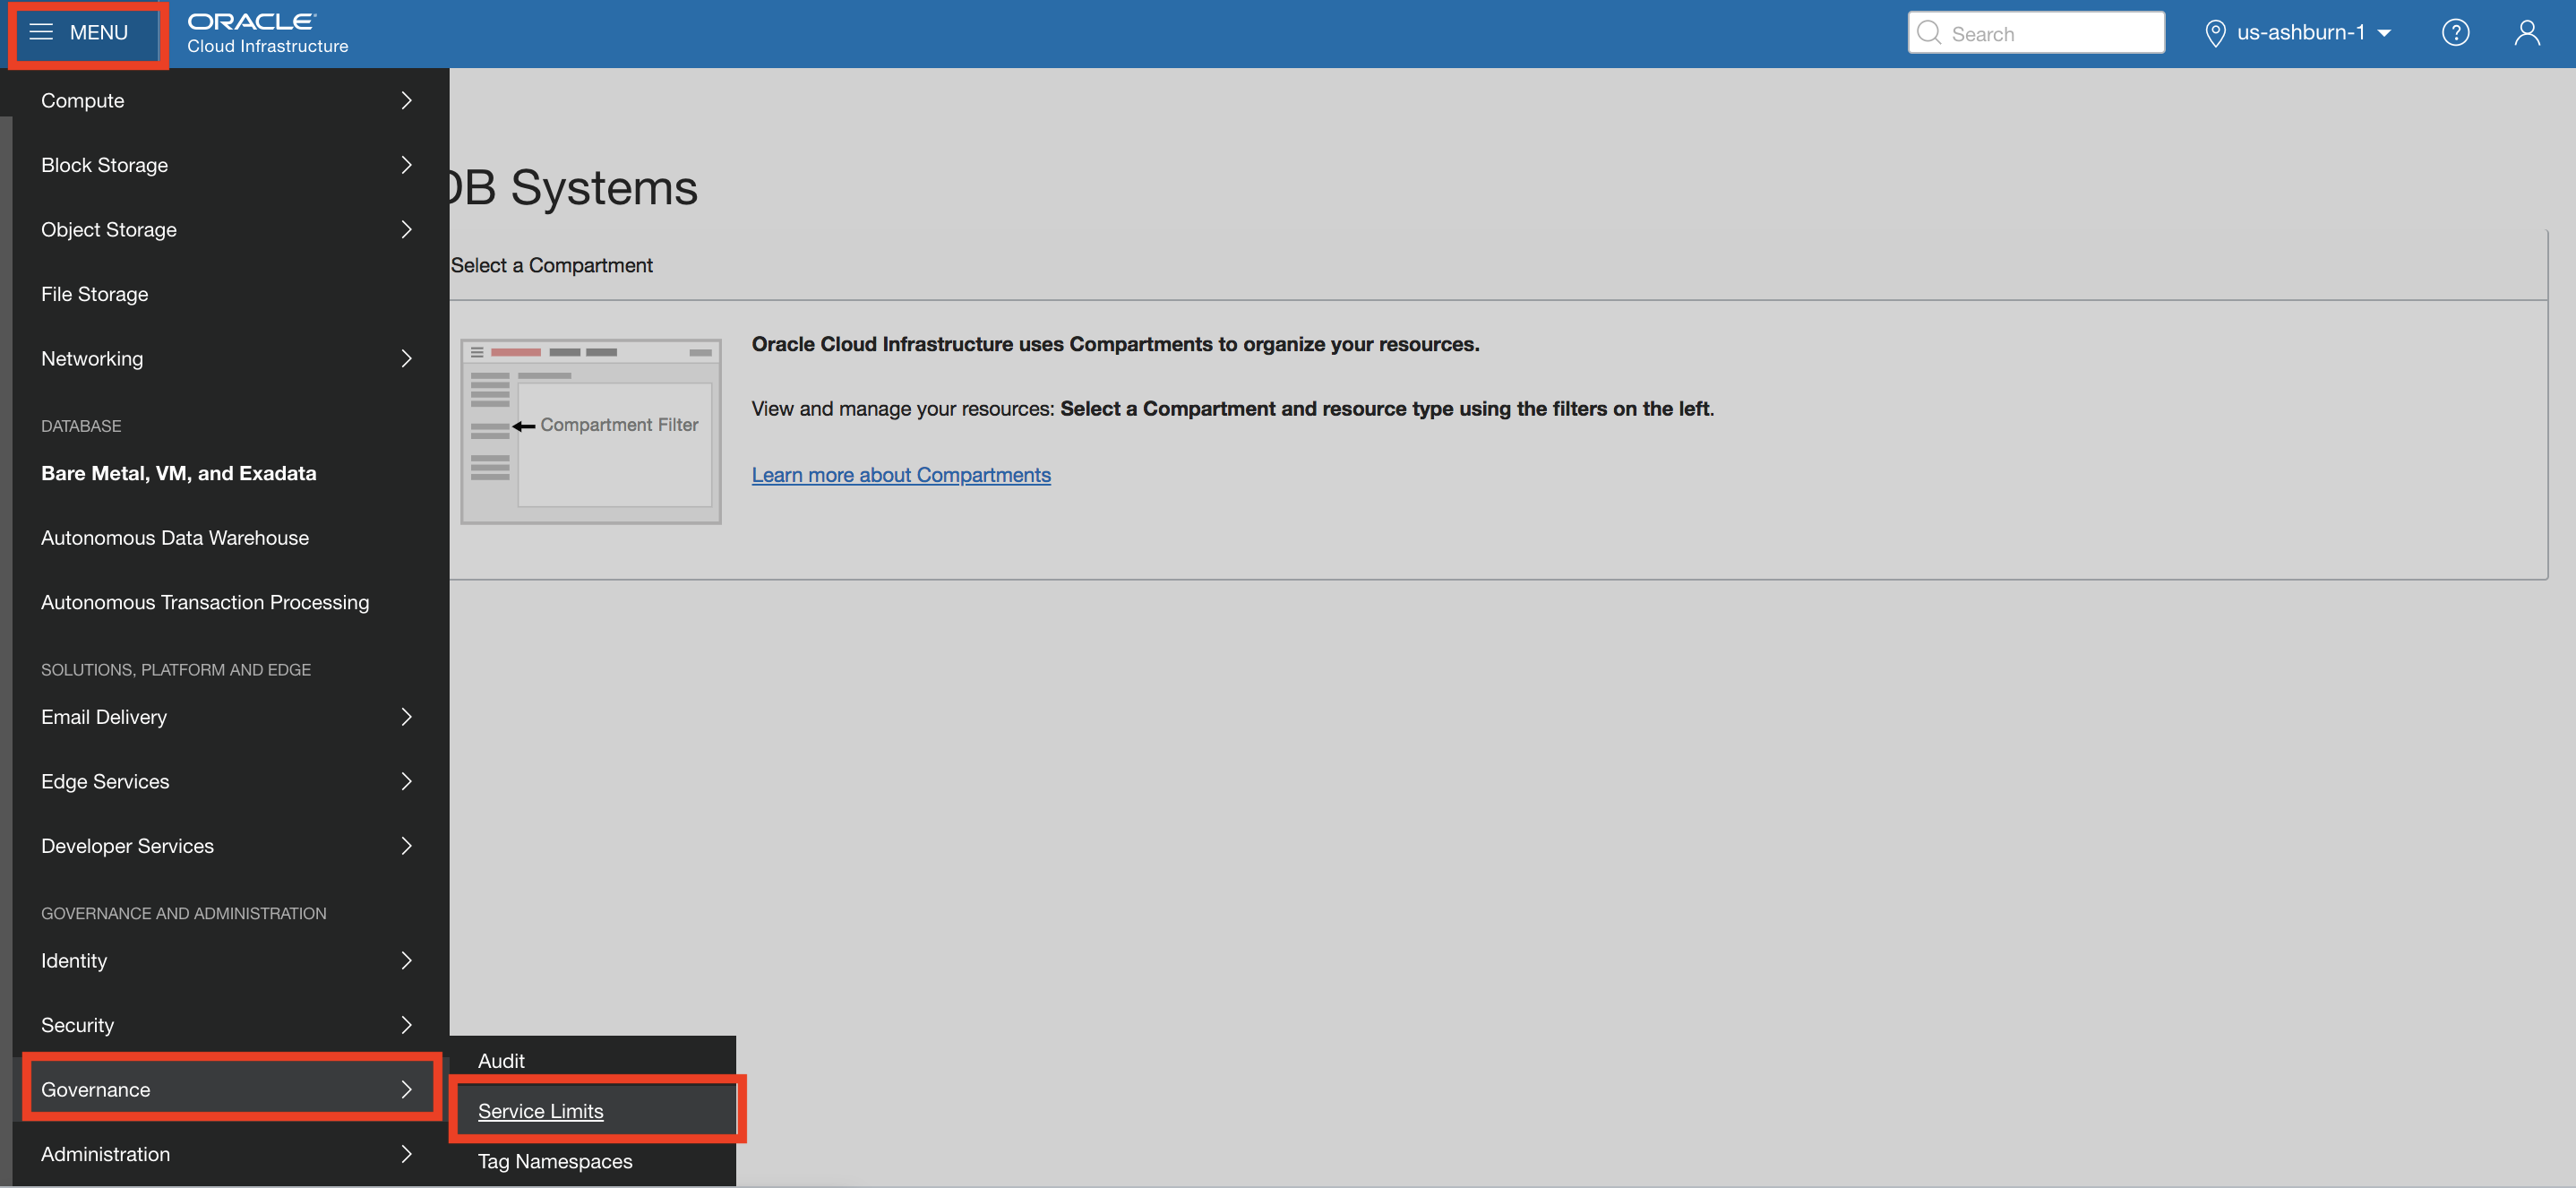 MENU
ORACLE
Cloud Infrastructure
Search
us-ashburn-1
?
Compute
Block Storage
Object Storage
File Storage
Networking
DATABASE
Bare Metal, VM, and Exadata
Autonomous Data Warehouse
Autonomous Transaction Processing
SOLUTIONS, PLATFORM AND EDGE
Email Delivery
Edge Services
Developer Services
GOVERNANCE AND ADMINISTRATION
Identity
Security
Governance
Administration
Audit
Service Limits
Tag Namespaces
DB Systems
Select a Compartment
Compartment Filter
Oracle Cloud Infrastructure uses Compartments to organize your resources.
View and manage your resources: Select a Compartment and resource type using the filters on the left.
Learn more about Compartments